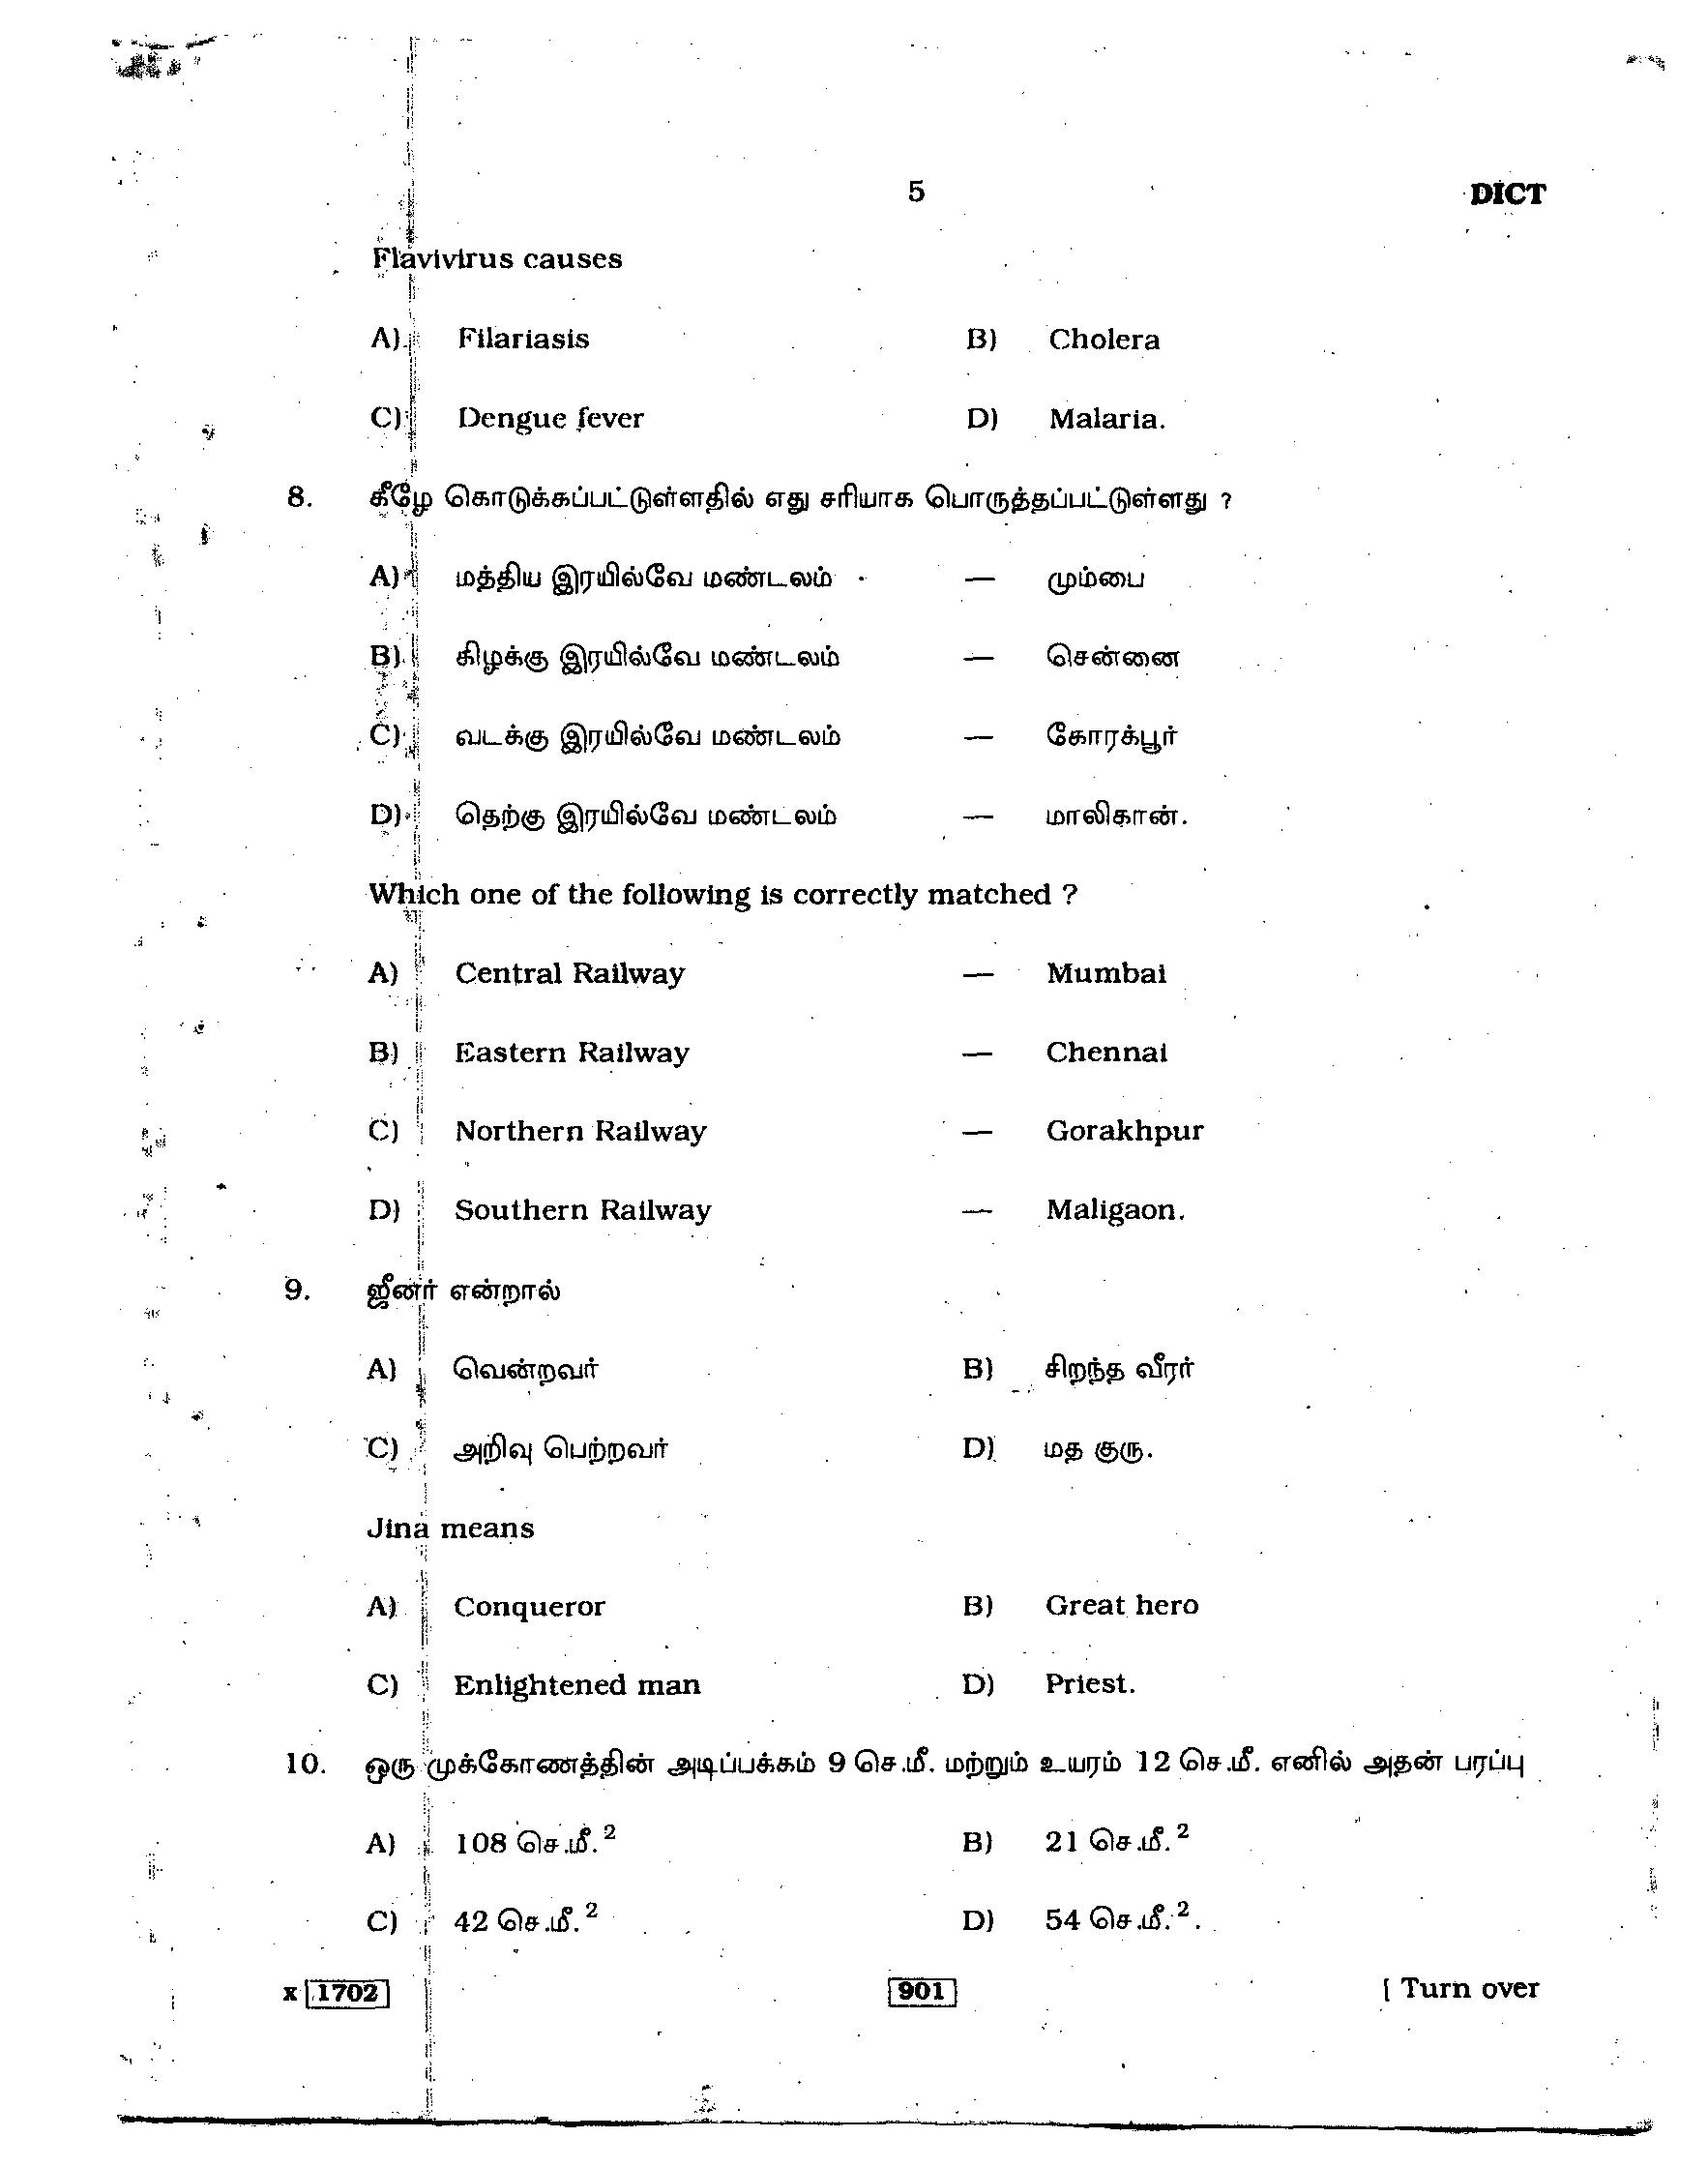 5 DICT
Flavivirus causes
A) Filariasis B) Cholera
C) Dengue fever D) Malaria.
8. கீழே கொடுக்கப்பட்டுள்ளதில் எது சரியாக பொருத்தப்பட்டுள்ளது ?
A) மத்திய இரயில்வே மண்டலம் — மும்பை
B) கிழக்கு இரயில்வே மண்டலம் — சென்னை
C) வடக்கு இரயில்வே மண்டலம் — கோரக்பூர்
D) தெற்கு இரயில்வே மண்டலம் — மாலிகான்.
Which one of the following is correctly matched ?
A) Central Railway — Mumbai
B) Eastern Railway — Chennai
C) Northern Railway — Gorakhpur
D) Southern Railway — Maligaon.
9. ஜீனர் என்றால்
A) வென்றவர் B) சிறந்த வீரர்
C) அறிவு பெற்றவர் D) மத குரு.
Jina means
A) Conqueror B) Great hero
C) Enlightened man D) Priest.
10. ஒரு முக்கோணத்தின் அடிப்பக்கம் 9 செ.மீ. மற்றும் உயரம் 12 செ.மீ. எனில் அதன் பரப்பு
A) 108 செ.மீ.² B) 21 செ.மீ.²
C) 42 செ.மீ.² D) 54 செ.மீ.².
x 1702 901 [ Turn over